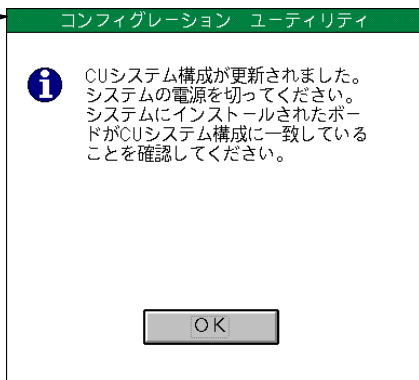 コンフィグレーション ユーティリティ
CUシステム構成が更新されました。
システムの電源を切ってください。
システムにインストールされたボー
ドがCUシステム構成に一致している
ことを確認してください。
OK